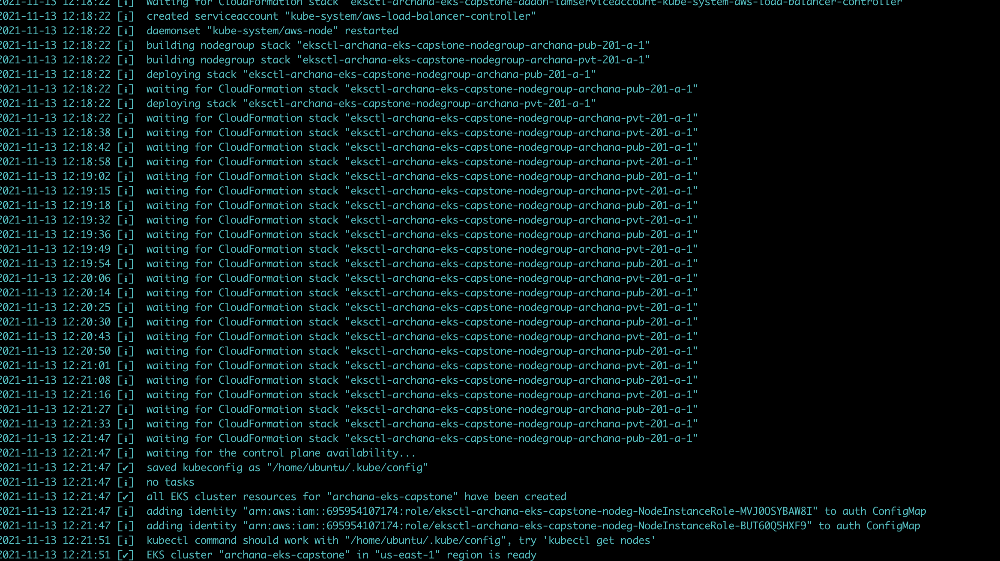 2021-11-13 12:18:22 [ℹ]  waiting for CloudFormation stack "eksctl-archana-eks-capstone-addon-iamserviceaccount-kube-system-aws-load-balancer-controller"
2021-11-13 12:18:22 [ℹ]  created serviceaccount "kube-system/aws-load-balancer-controller"
2021-11-13 12:18:22 [ℹ]  daemonset "kube-system/aws-node" restarted
2021-11-13 12:18:22 [ℹ]  building nodegroup stack "eksctl-archana-eks-capstone-nodegroup-archana-pub-201-a-1"
2021-11-13 12:18:22 [ℹ]  building nodegroup stack "eksctl-archana-eks-capstone-nodegroup-archana-pvt-201-a-1"
2021-11-13 12:18:22 [ℹ]  deploying stack "eksctl-archana-eks-capstone-nodegroup-archana-pub-201-a-1"
2021-11-13 12:18:22 [ℹ]  waiting for CloudFormation stack "eksctl-archana-eks-capstone-nodegroup-archana-pub-201-a-1"
2021-11-13 12:18:22 [ℹ]  deploying stack "eksctl-archana-eks-capstone-nodegroup-archana-pvt-201-a-1"
2021-11-13 12:18:22 [ℹ]  waiting for CloudFormation stack "eksctl-archana-eks-capstone-nodegroup-archana-pvt-201-a-1"
2021-11-13 12:18:38 [ℹ]  waiting for CloudFormation stack "eksctl-archana-eks-capstone-nodegroup-archana-pvt-201-a-1"
2021-11-13 12:18:42 [ℹ]  waiting for CloudFormation stack "eksctl-archana-eks-capstone-nodegroup-archana-pub-201-a-1"
2021-11-13 12:18:58 [ℹ]  waiting for CloudFormation stack "eksctl-archana-eks-capstone-nodegroup-archana-pvt-201-a-1"
2021-11-13 12:19:02 [ℹ]  waiting for CloudFormation stack "eksctl-archana-eks-capstone-nodegroup-archana-pub-201-a-1"
2021-11-13 12:19:15 [ℹ]  waiting for CloudFormation stack "eksctl-archana-eks-capstone-nodegroup-archana-pvt-201-a-1"
2021-11-13 12:19:18 [ℹ]  waiting for CloudFormation stack "eksctl-archana-eks-capstone-nodegroup-archana-pub-201-a-1"
2021-11-13 12:19:32 [ℹ]  waiting for CloudFormation stack "eksctl-archana-eks-capstone-nodegroup-archana-pvt-201-a-1"
2021-11-13 12:19:36 [ℹ]  waiting for CloudFormation stack "eksctl-archana-eks-capstone-nodegroup-archana-pub-201-a-1"
2021-11-13 12:19:49 [ℹ]  waiting for CloudFormation stack "eksctl-archana-eks-capstone-nodegroup-archana-pvt-201-a-1"
2021-11-13 12:19:54 [ℹ]  waiting for CloudFormation stack "eksctl-archana-eks-capstone-nodegroup-archana-pub-201-a-1"
2021-11-13 12:20:06 [ℹ]  waiting for CloudFormation stack "eksctl-archana-eks-capstone-nodegroup-archana-pvt-201-a-1"
2021-11-13 12:20:14 [ℹ]  waiting for CloudFormation stack "eksctl-archana-eks-capstone-nodegroup-archana-pub-201-a-1"
2021-11-13 12:20:25 [ℹ]  waiting for CloudFormation stack "eksctl-archana-eks-capstone-nodegroup-archana-pvt-201-a-1"
2021-11-13 12:20:30 [ℹ]  waiting for CloudFormation stack "eksctl-archana-eks-capstone-nodegroup-archana-pub-201-a-1"
2021-11-13 12:20:43 [ℹ]  waiting for CloudFormation stack "eksctl-archana-eks-capstone-nodegroup-archana-pvt-201-a-1"
2021-11-13 12:20:50 [ℹ]  waiting for CloudFormation stack "eksctl-archana-eks-capstone-nodegroup-archana-pub-201-a-1"
2021-11-13 12:21:01 [ℹ]  waiting for CloudFormation stack "eksctl-archana-eks-capstone-nodegroup-archana-pvt-201-a-1"
2021-11-13 12:21:08 [ℹ]  waiting for CloudFormation stack "eksctl-archana-eks-capstone-nodegroup-archana-pub-201-a-1"
2021-11-13 12:21:16 [ℹ]  waiting for CloudFormation stack "eksctl-archana-eks-capstone-nodegroup-archana-pvt-201-a-1"
2021-11-13 12:21:27 [ℹ]  waiting for CloudFormation stack "eksctl-archana-eks-capstone-nodegroup-archana-pub-201-a-1"
2021-11-13 12:21:33 [ℹ]  waiting for CloudFormation stack "eksctl-archana-eks-capstone-nodegroup-archana-pvt-201-a-1"
2021-11-13 12:21:47 [ℹ]  waiting for CloudFormation stack "eksctl-archana-eks-capstone-nodegroup-archana-pub-201-a-1"
2021-11-13 12:21:47 [ℹ]  waiting for the control plane availability...
2021-11-13 12:21:47 [✔]  saved kubeconfig as "/home/ubuntu/.kube/config"
2021-11-13 12:21:47 [ℹ]  no tasks
2021-11-13 12:21:47 [✔]  all EKS cluster resources for "archana-eks-capstone" have been created
2021-11-13 12:21:47 [ℹ]  adding identity "arn:aws:iam::695954107174:role/eksctl-archana-eks-capstone-nodeg-NodeInstanceRole-MVJ0OSYBAW8I" to auth ConfigMap
2021-11-13 12:21:47 [ℹ]  adding identity "arn:aws:iam::695954107174:role/eksctl-archana-eks-capstone-nodeg-NodeInstanceRole-BUT60Q5HXF9" to auth ConfigMap
2021-11-13 12:21:51 [ℹ]  kubectl command should work with "/home/ubuntu/.kube/config", try 'kubectl get nodes'
2021-11-13 12:21:51 [✔]  EKS cluster "archana-eks-capstone" in "us-east-1" region is ready